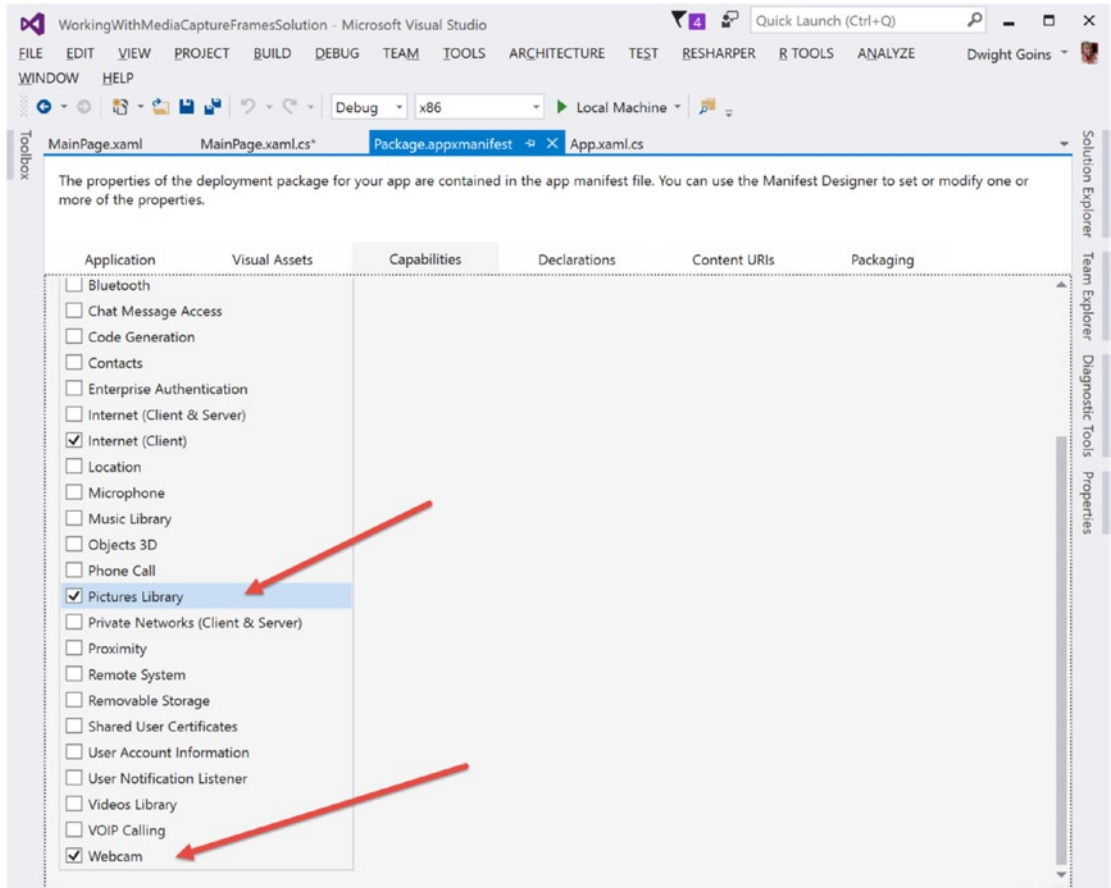 WorkingWithMediaCaptureFramesSolution - Microsoft Visual Studio
4
Quick Launch (Ctrl+Q)
FILE EDIT VIEW PROJECT BUILD DEBUG TEAM TOOLS ARCHITECTURE TEST RESHARPER R TOOLS ANALYZE Dwight Goins
WINDOW HELP
Debug x86 Local Machine
Toolbox
MainPage.xaml MainPage.xaml.cs* Package.appxmanifest App.xaml.cs
The properties of the deployment package for your app are contained in the app manifest file. You can use the Manifest Designer to set or modify one or
more of the properties.
Application Visual Assets Capabilities Declarations Content URIs Packaging
Bluetooth
Chat Message Access
Code Generation
Contacts
Enterprise Authentication
Internet (Client & Server)
Internet (Client)
Location
Microphone
Music Library
Objects 3D
Phone Call
Pictures Library
Private Networks (Client & Server)
Proximity
Remote System
Removable Storage
Shared User Certificates
User Account Information
User Notification Listener
Videos Library
VOIP Calling
Webcam
Solution Explorer
Team Explorer
Diagnostic Tools
Properties